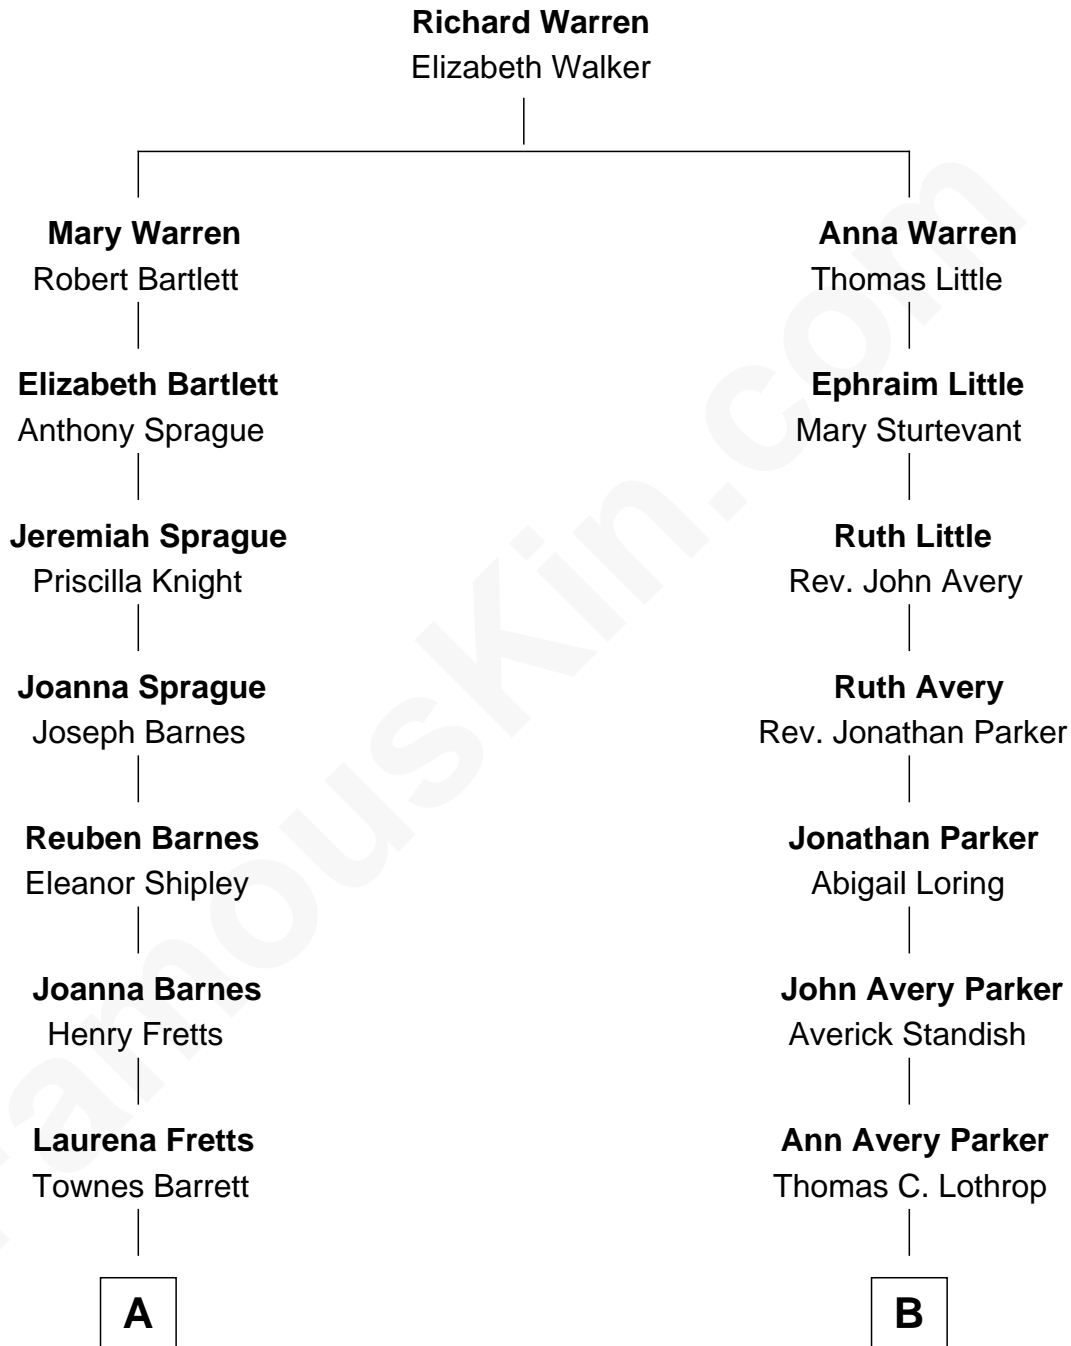 Richard Warren
Elizabeth Walker
Mary Warren
Robert Bartlett
Elizabeth Bartlett
Anthony Sprague
Jeremiah Sprague
Priscilla Knight
Joanna Sprague
Joseph Barnes
Reuben Barnes
Eleanor Shipley
Joanna Barnes
Henry Fretts
Laurena Fretts
Townes Barrett
A
Anna Warren
Thomas Little
Ephraim Little
Mary Sturtevant
Ruth Little
Rev. John Avery
Ruth Avery
Rev. Jonathan Parker
Jonathan Parker
Abigail Loring
John Avery Parker
Averick Standish
Ann Avery Parker
Thomas C. Lothrop
B
FamousKin.com